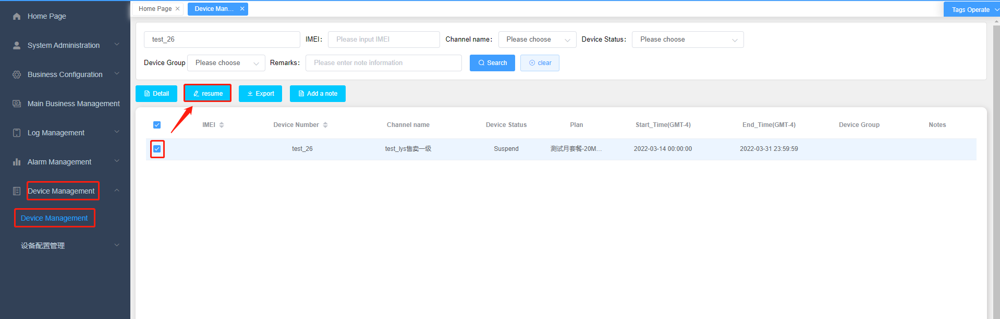 Home Page
System Administration
Business Configuration
Main Business Management
Log Management
Alarm Management
Device Management
Device Management
设备配置管理
Home Page
Device Man...
Tags Operate
test_26 IMEI: Please input IMEI Channel name: Please choose Device Status: Please choose
Device Group Please choose Remarks: Please enter note information Search clear
Detail resume Export Add a note
IMEI Device Number Channel name Device Status Plan Start_Time(GMT-4) End_Time(GMT-4) Device Group Notes
test_26 test_lys售卖一级 Suspend 测试月套餐-20M... 2022-03-14 00:00:00 2022-03-31 23:59:59